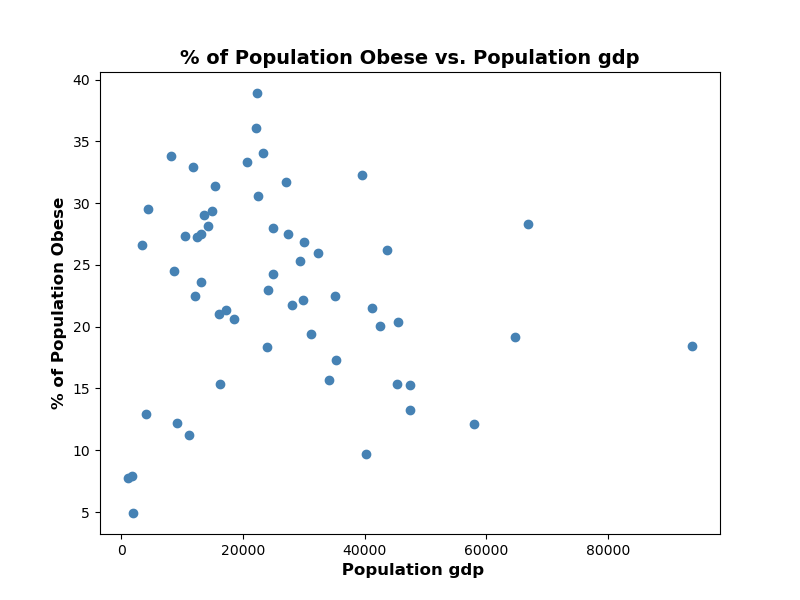 % of Population Obese vs. Population gdp
% of Population Obese
40
35
30
25
20
15
10
5
0 20000 40000 60000 80000
Population gdp